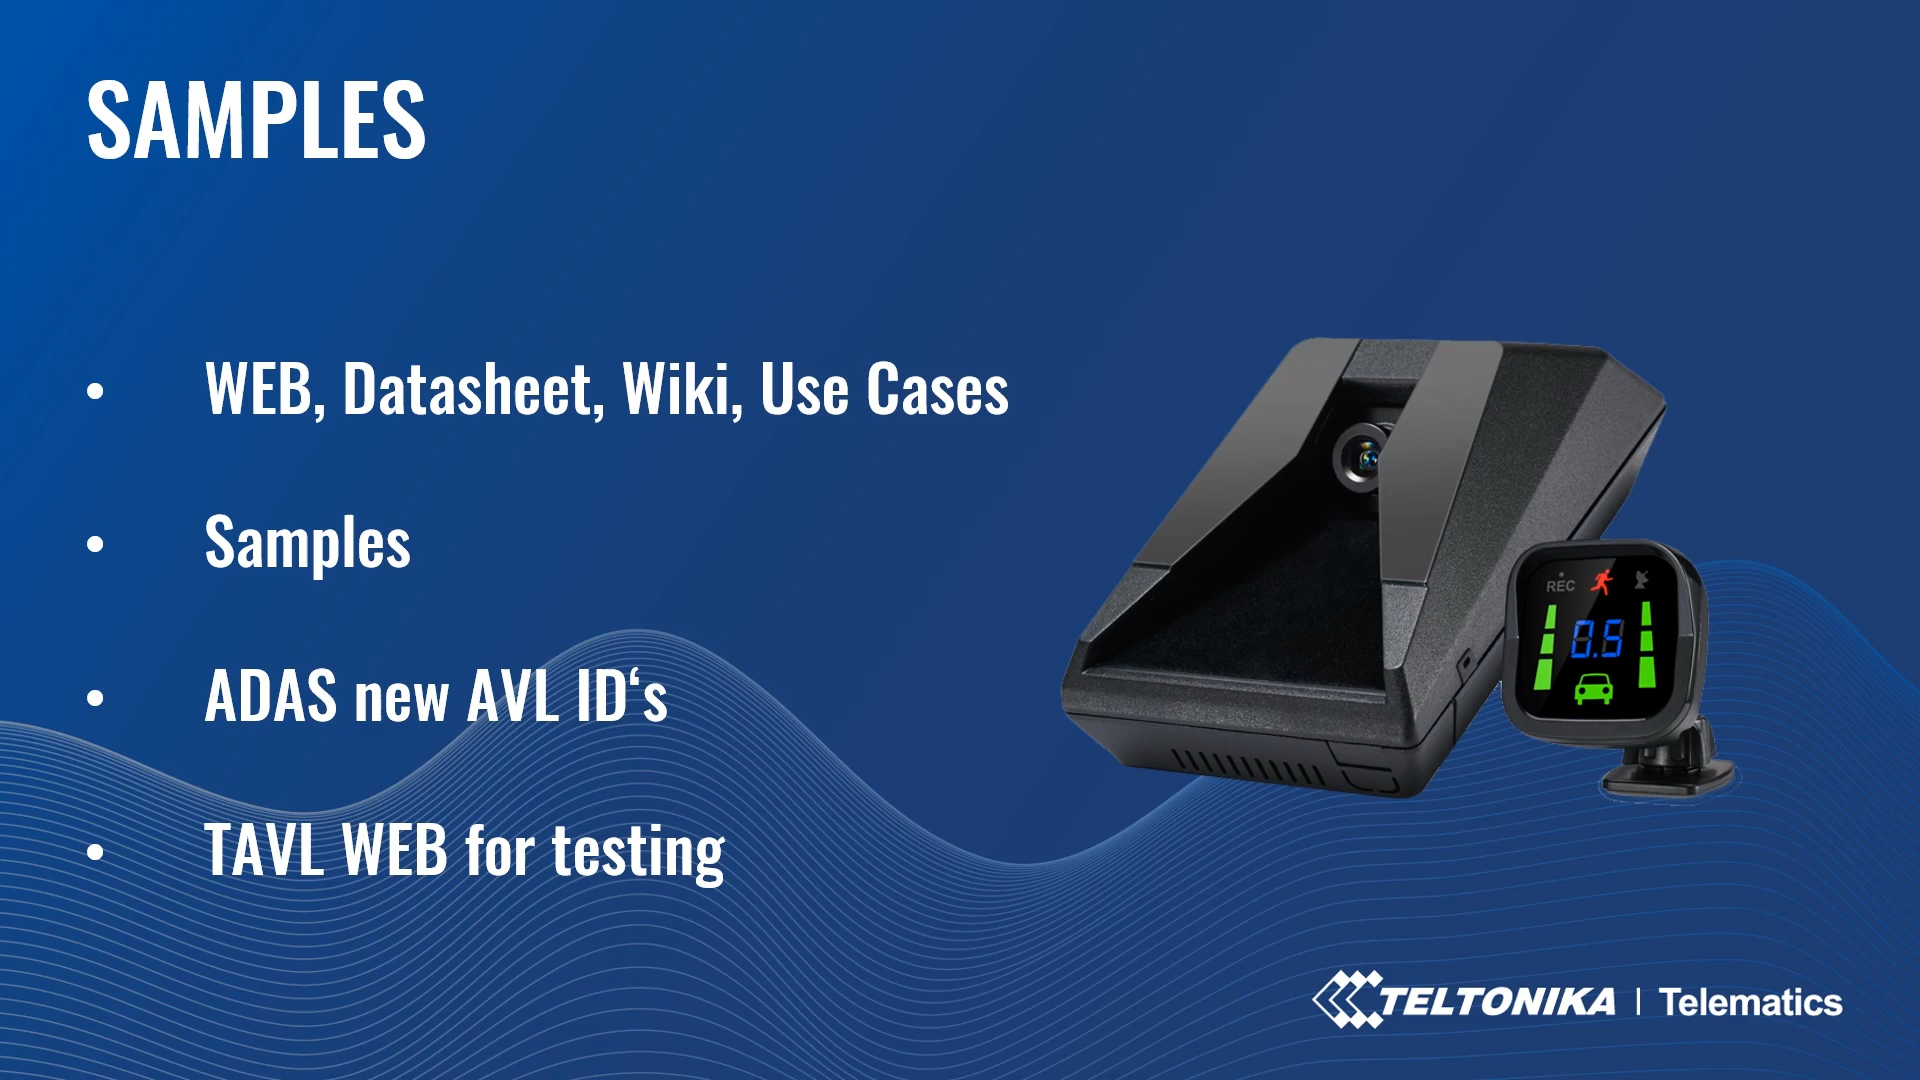 SAMPLES
• WEB, Datasheet, Wiki, Use Cases
• Samples
• ADAS new AVL ID‘s
• TAVL WEB for testing
REC
0.5
TELTONIKA | Telematics